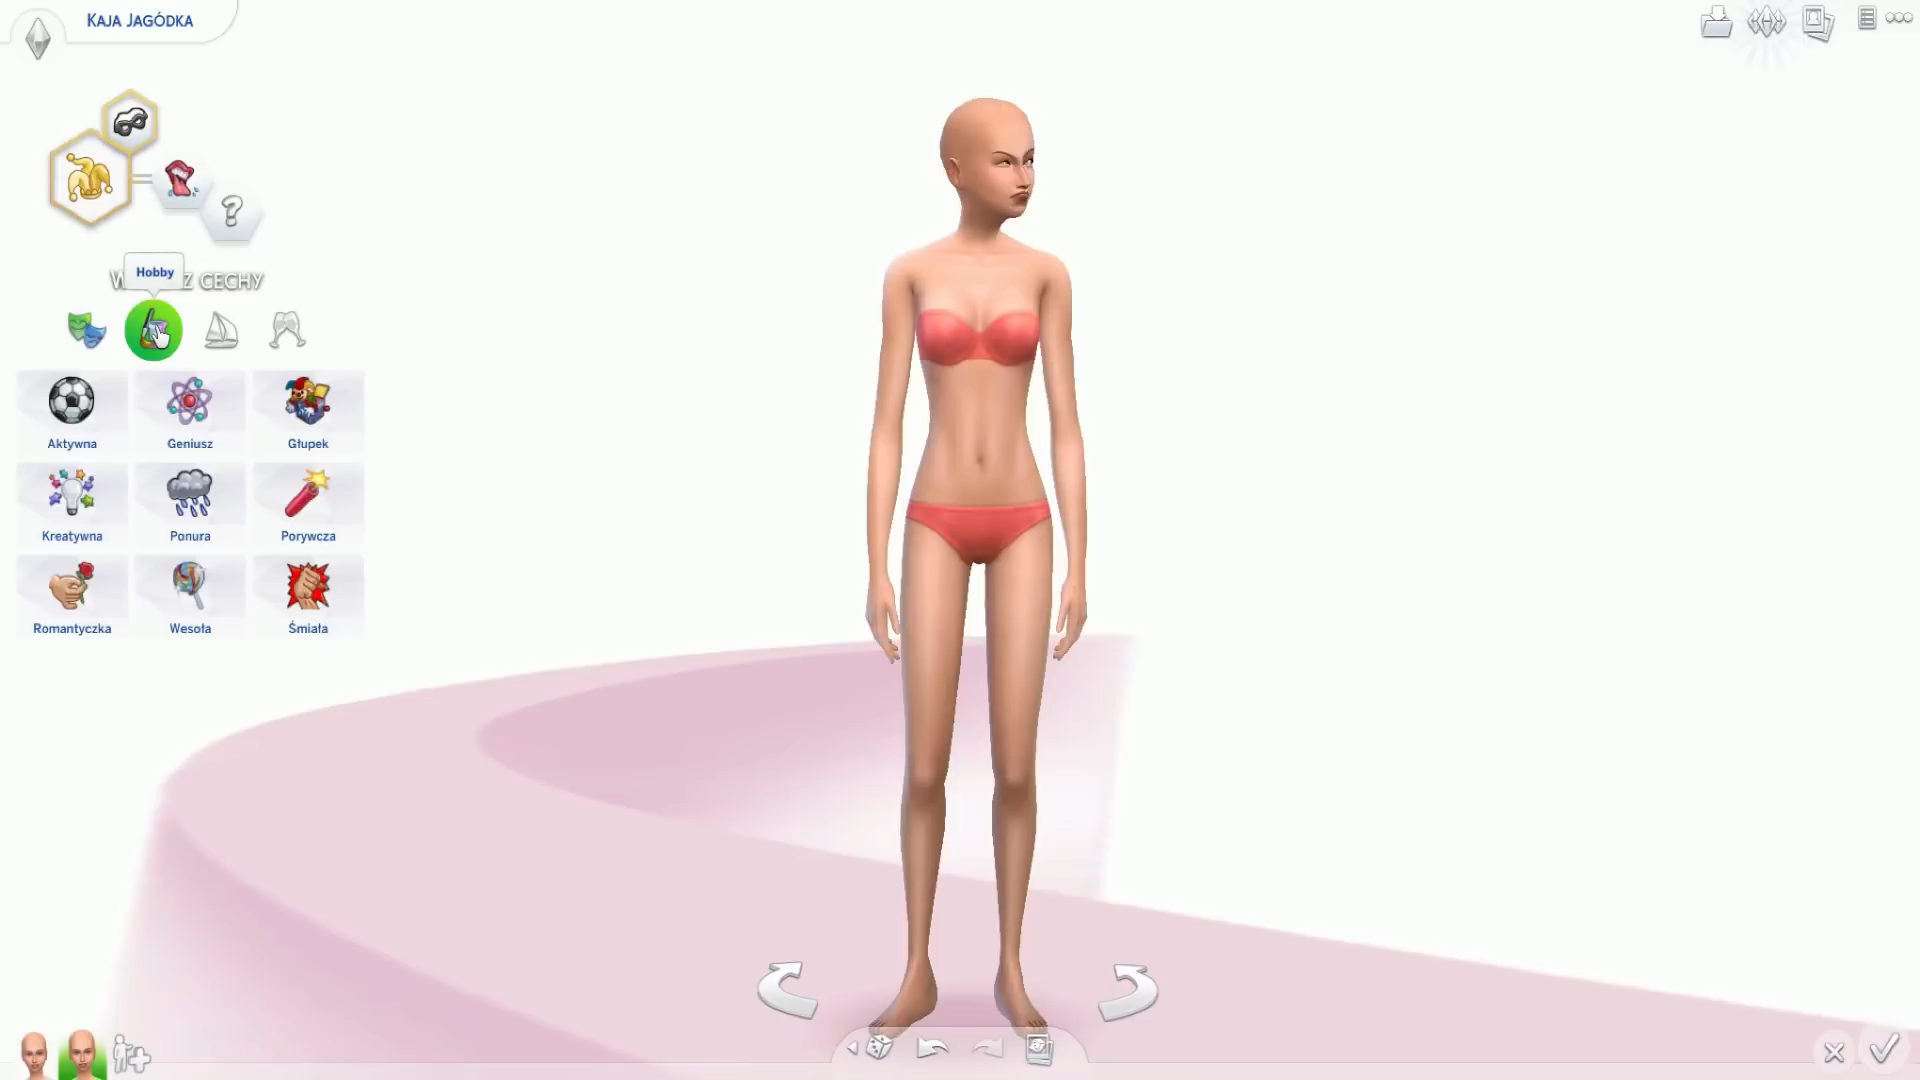 Kaja Jagódka
Hobby
W Z CECHY
Aktywna
Geniusz
Głupek
Kreatywna
Ponura
Porywcza
Romantyczka
Wesoła
Śmiała